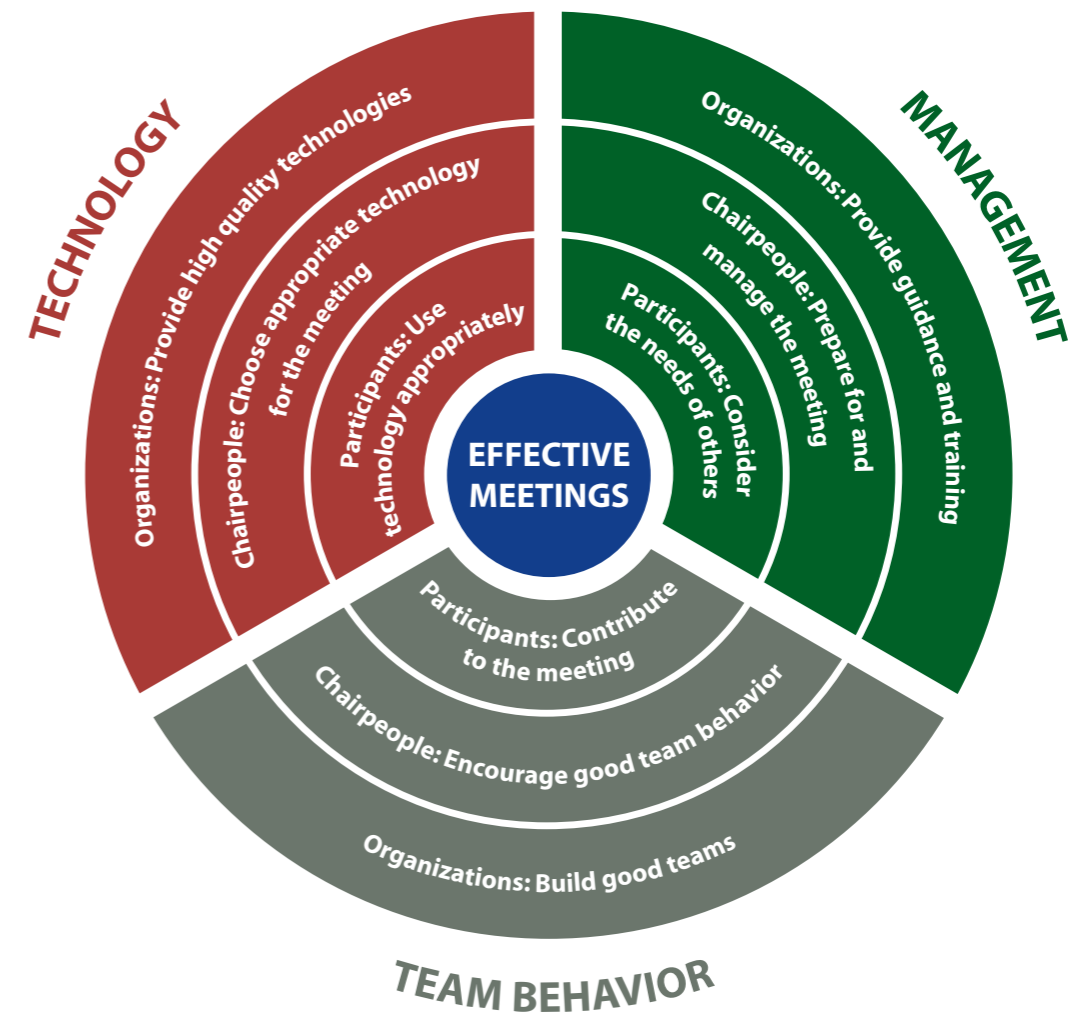 TECHNOLOGY
Organizations: Provide high quality technologies
Chairpeople: Choose appropriate technology
for the meeting
Participants: Use
technology appropriately
MANAGEMENT
Organizations: Provide guidance and training
Chairpeople: Prepare for and
manage the meeting
Participants: Consider
the needs of others
EFFECTIVE
MEETINGS
Participants: Contribute
to the meeting
Chairpeople: Encourage good team behavior
Organizations: Build good teams
TEAM BEHAVIOR